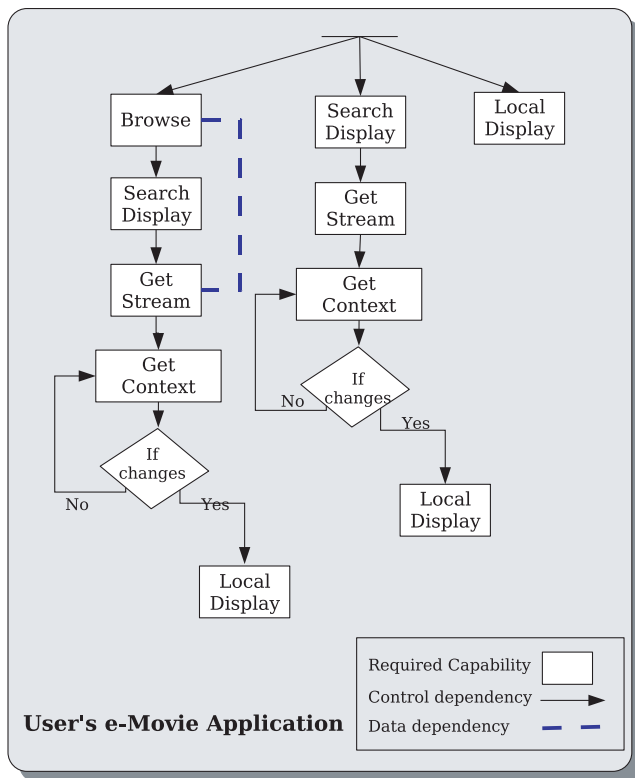 Browse
Search
Display
Get
Stream
Get
Context
If
changes
No
Yes
Local
Display
Search
Display
Get
Stream
Get
Context
If
changes
No
Yes
Local
Display
Local
Display
User's e-Movie Application
Required Capability
Control dependency
Data dependency